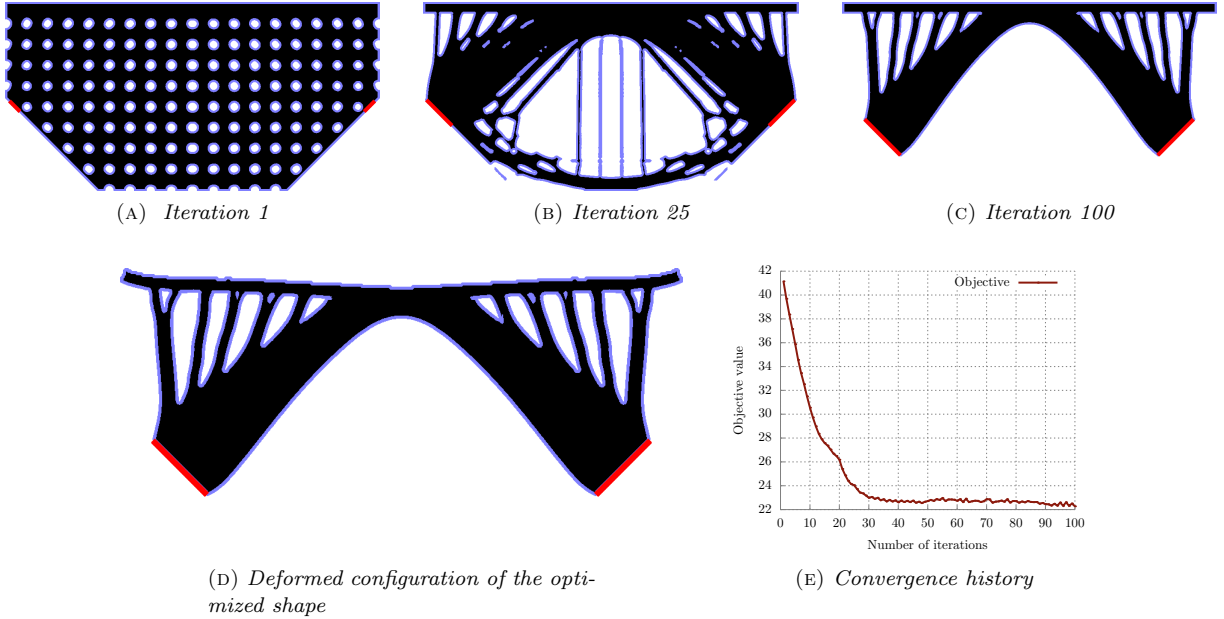 (A) Iteration 1
(B) Iteration 25
(C) Iteration 100
(D) Deformed configuration of the opti-
mized shape
42
40
38
36
34
32
30
28
26
24
22
Objective value
Objective
0 10 20 30 40 50 60 70 80 90 100
Number of iterations
(E) Convergence history